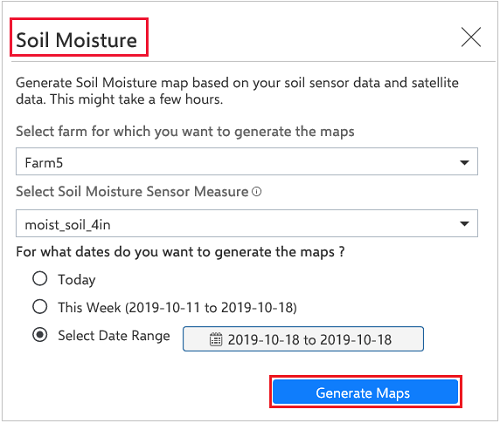 Soil Moisture
Generate Soil Moisture map based on your soil sensor data and satellite
data. This might take a few hours.
Select farm for which you want to generate the maps
Farm5
Select Soil Moisture Sensor Measure
moist_soil_4in
For what dates do you want to generate the maps ?
Today
This Week (2019-10-11 to 2019-10-18)
Select Date Range 2019-10-18 to 2019-10-18
Generate Maps